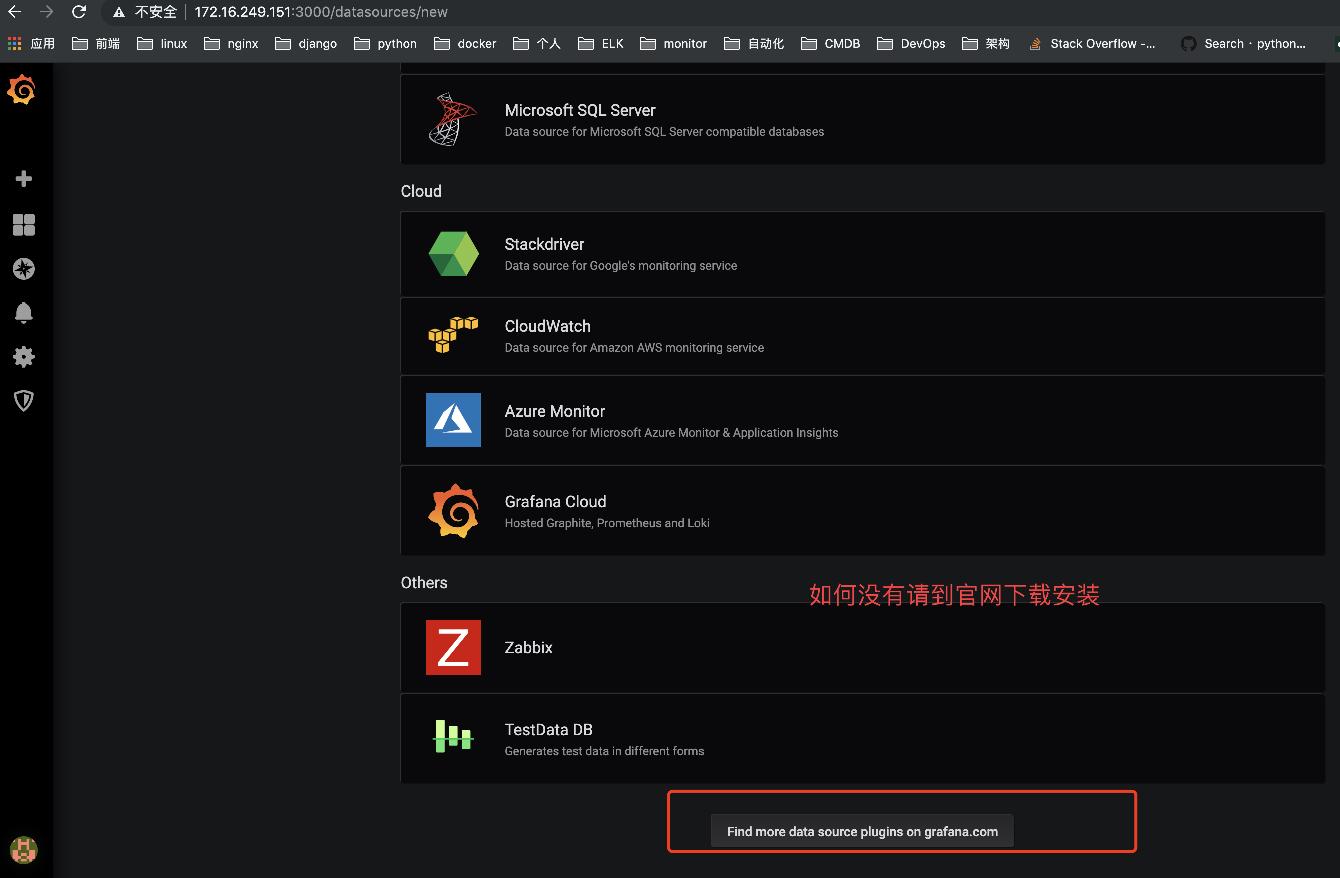 不安全 172.16.249.151:3000/datasources/new
应用 前端 linux nginx django python docker 个人 ELK monitor 自动化 CMDB DevOps 架构 Stack Overflow -... Search · python...
Microsoft SQL Server
Data source for Microsoft SQL Server compatible databases
Cloud
Stackdriver
Data source for Google's monitoring service
CloudWatch
Data source for Amazon AWS monitoring service
Azure Monitor
Data source for Microsoft Azure Monitor & Application Insights
Grafana Cloud
Hosted Graphite, Prometheus and Loki
Others
如何没有请到官网下载安装
Z Zabbix
TestData DB
Generates test data in different forms
Find more data source plugins on grafana.com